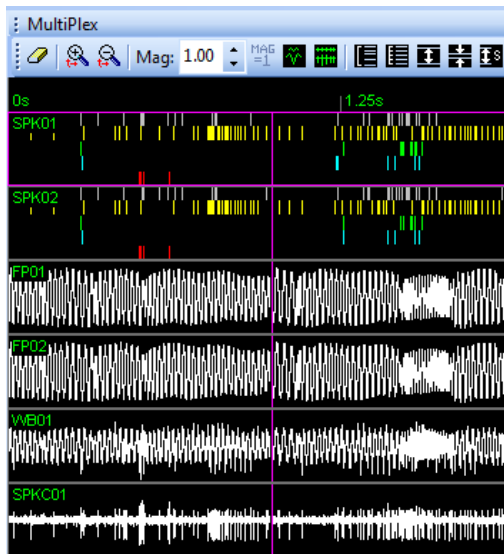 MultiPlex
Mag: 1.00 MAG =1 S
0s 1.25s
SPK01
SPK02
FP01
FP02
WB01
SPKC01